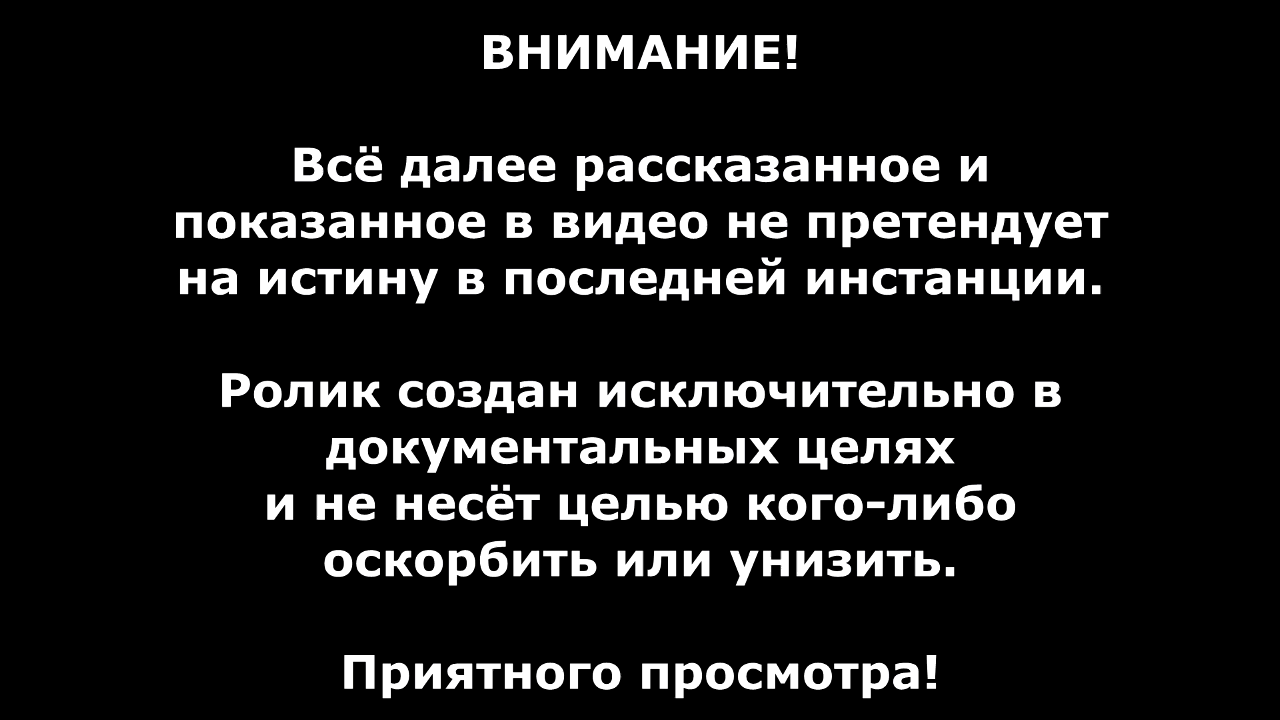 ВНИМАНИЕ!
Всё далее рассказанное и
показанное в видео не претендует
на истину в последней инстанции.
Ролик создан исключительно в
документальных целях
и не несёт целью кого-либо
оскорбить или унизить.
Приятного просмотра!